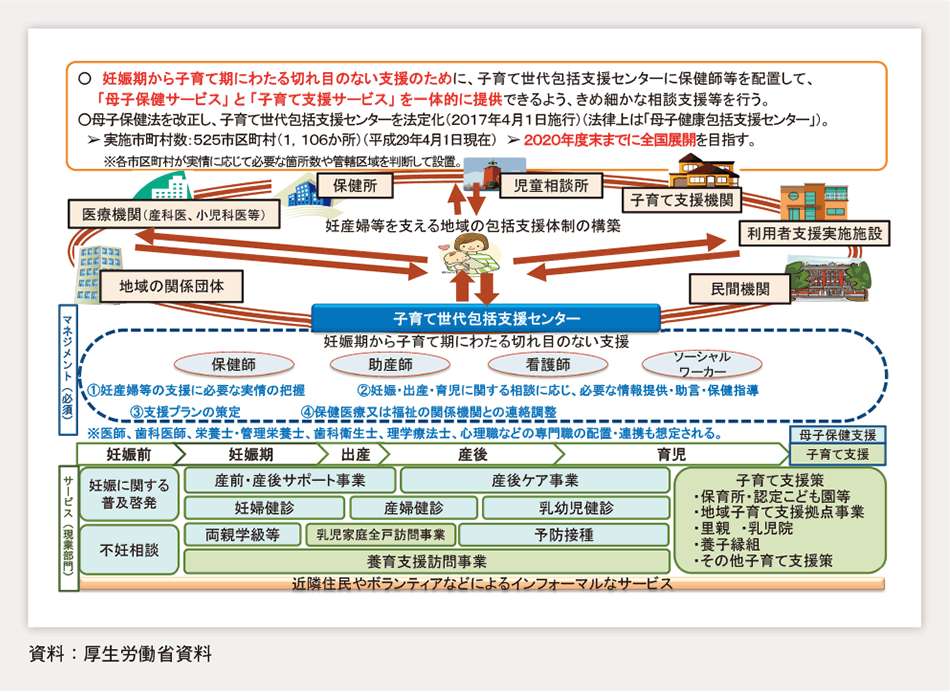 ○ 妊娠期から子育て期にわたる切れ目のない支援のために、子育て世代包括支援センターに保健師等を配置して、
「母子保健サービス」と「子育て支援サービス」を一体的に提供できるよう、きめ細かな相談支援等を行う。
○母子保健法を改正し、子育て世代包括支援センターを法定化(2017年4月1日施行)(法律上は「母子健康包括支援センター」)。
➢ 実施市町村数：525市区町村(1，106か所)(平成29年4月1日現在) ➢ 2020年度末までに全国展開を目指す。
※各市区町村が実情に応じて必要な箇所数や管轄区域を判断して設置。
保健所
児童相談所
子育て支援機関
医療機関(産科医、小児科医等)
妊産婦等を支える地域の包括支援体制の構築
利用者支援実施施設
地域の関係団体
民間機関
子育て世代包括支援センター
妊娠期から子育て期にわたる切れ目のない支援
マネジメント(必須)
保健師
助産師
看護師
ソーシャル
ワーカー
①妊産婦等の支援に必要な実情の把握
②妊娠・出産・育児に関する相談に応じ、必要な情報提供・助言・保健指導
③支援プランの策定
④保健医療又は福祉の関係機関との連絡調整
※医師、歯科医師、栄養士・管理栄養士、歯科衛生士、理学療法士、心理職などの専門職の配置・連携も想定される。
母子保健支援
子育て支援
妊娠前
妊娠期
出産
産後
育児
サービス(現業部門)
妊娠に関する
普及啓発
不妊相談
産前・産後サポート事業
産後ケア事業
妊婦健診
産婦健診
乳幼児健診
両親学級等
乳児家庭全戸訪問事業
予防接種
養育支援訪問事業
子育て支援策
・保育所・認定こども園等
・地域子育て支援拠点事業
・里親 ・乳児院
・養子縁組
・その他子育て支援策
近隣住民やボランティアなどによるインフォーマルなサービス
資料：厚生労働省資料